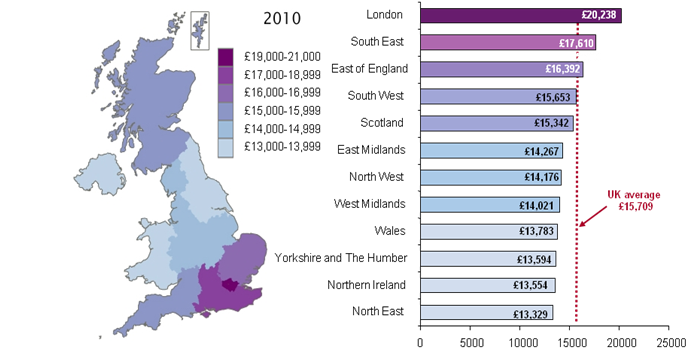 2010
£19,000-21,000
£17,000-18,999
£16,000-16,999
£15,000-15,999
£14,000-14,999
£13,000-13,999
London £20,238
South East £17,610
East of England £16,392
South West £15,653
Scotland £15,342
East Midlands £14,267
North West £14,176
West Midlands £14,021
Wales £13,783
Yorkshire and The Humber £13,594
Northern Ireland £13,554
North East £13,329
UK average
£15,709
0 5000 10000 15000 20000 25000